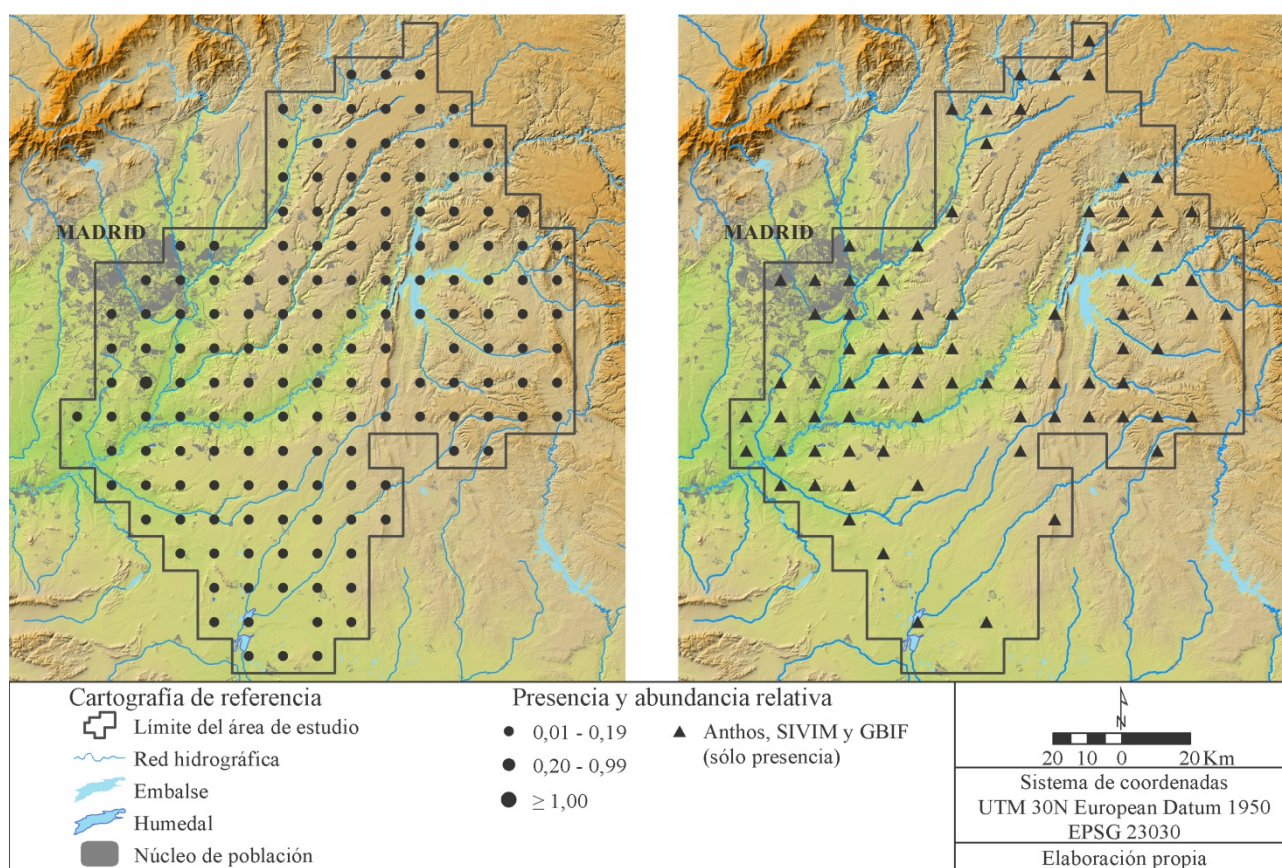 MADRID
MADRID
Cartografía de referencia
Límite del área de estudio
Red hidrográfica
Embalse
Humedal
Núcleo de población
Presencia y abundancia relativa
0,01 - 0,19
0,20 - 0,99
≥ 1,00
Anthos, SIVIM y GBIF
(sólo presencia)
N
20 10 0 20 Km
Sistema de coordenadas
UTM 30N European Datum 1950
EPSG 23030
Elaboración propia